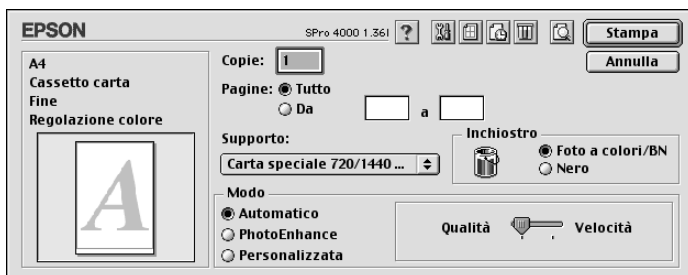 EPSON
SPro 4000 1.36I
?
Stampa
Annulla
A4
Cassetto carta
Fine
Regolazione colore
A
Copie: 1
Pagine: Tutto
Da a
Supporto:
Carta speciale 720/1440 ...
Inchiostro
Foto a colori/BN
Nero
Modo
Automatico
PhotoEnhance
Personalizzata
Qualità Velocità